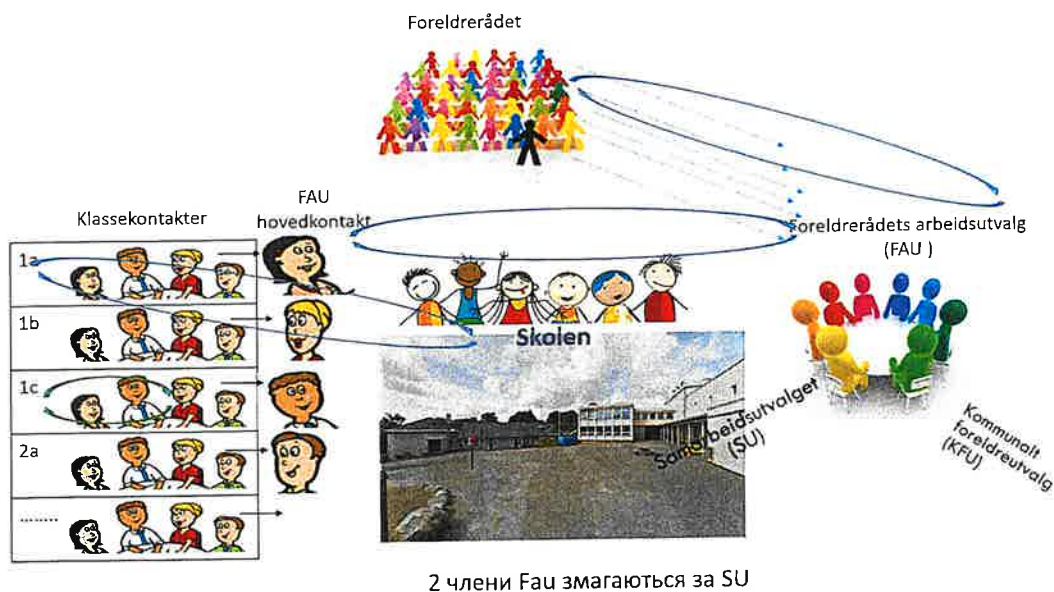 Foreldrerådet
Klassekontakter
FAU
hovedkontakt
Foreldrerådets arbeidsutvalg
(FAU )
1a
1b
1c
2a
.........
Skolen
Samarbeidsutvalget
(SU)
Kommunalt
foreldreutvalg
(KFU)
2 члени Fau змагаються за SU